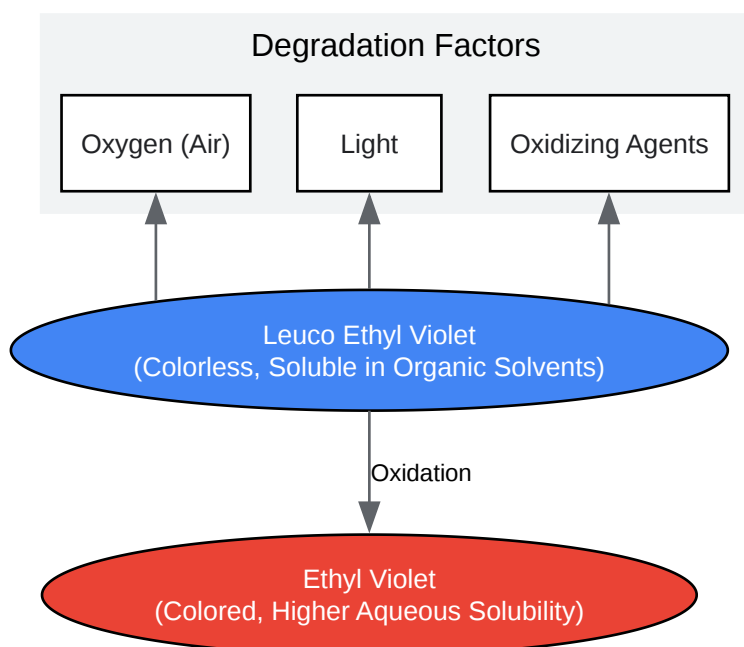 Degradation Factors
Oxygen (Air)
Light
Oxidizing Agents
Leuco Ethyl Violet
(Colorless, Soluble in Organic Solvents)
Oxidation
Ethyl Violet
(Colored, Higher Aqueous Solubility)